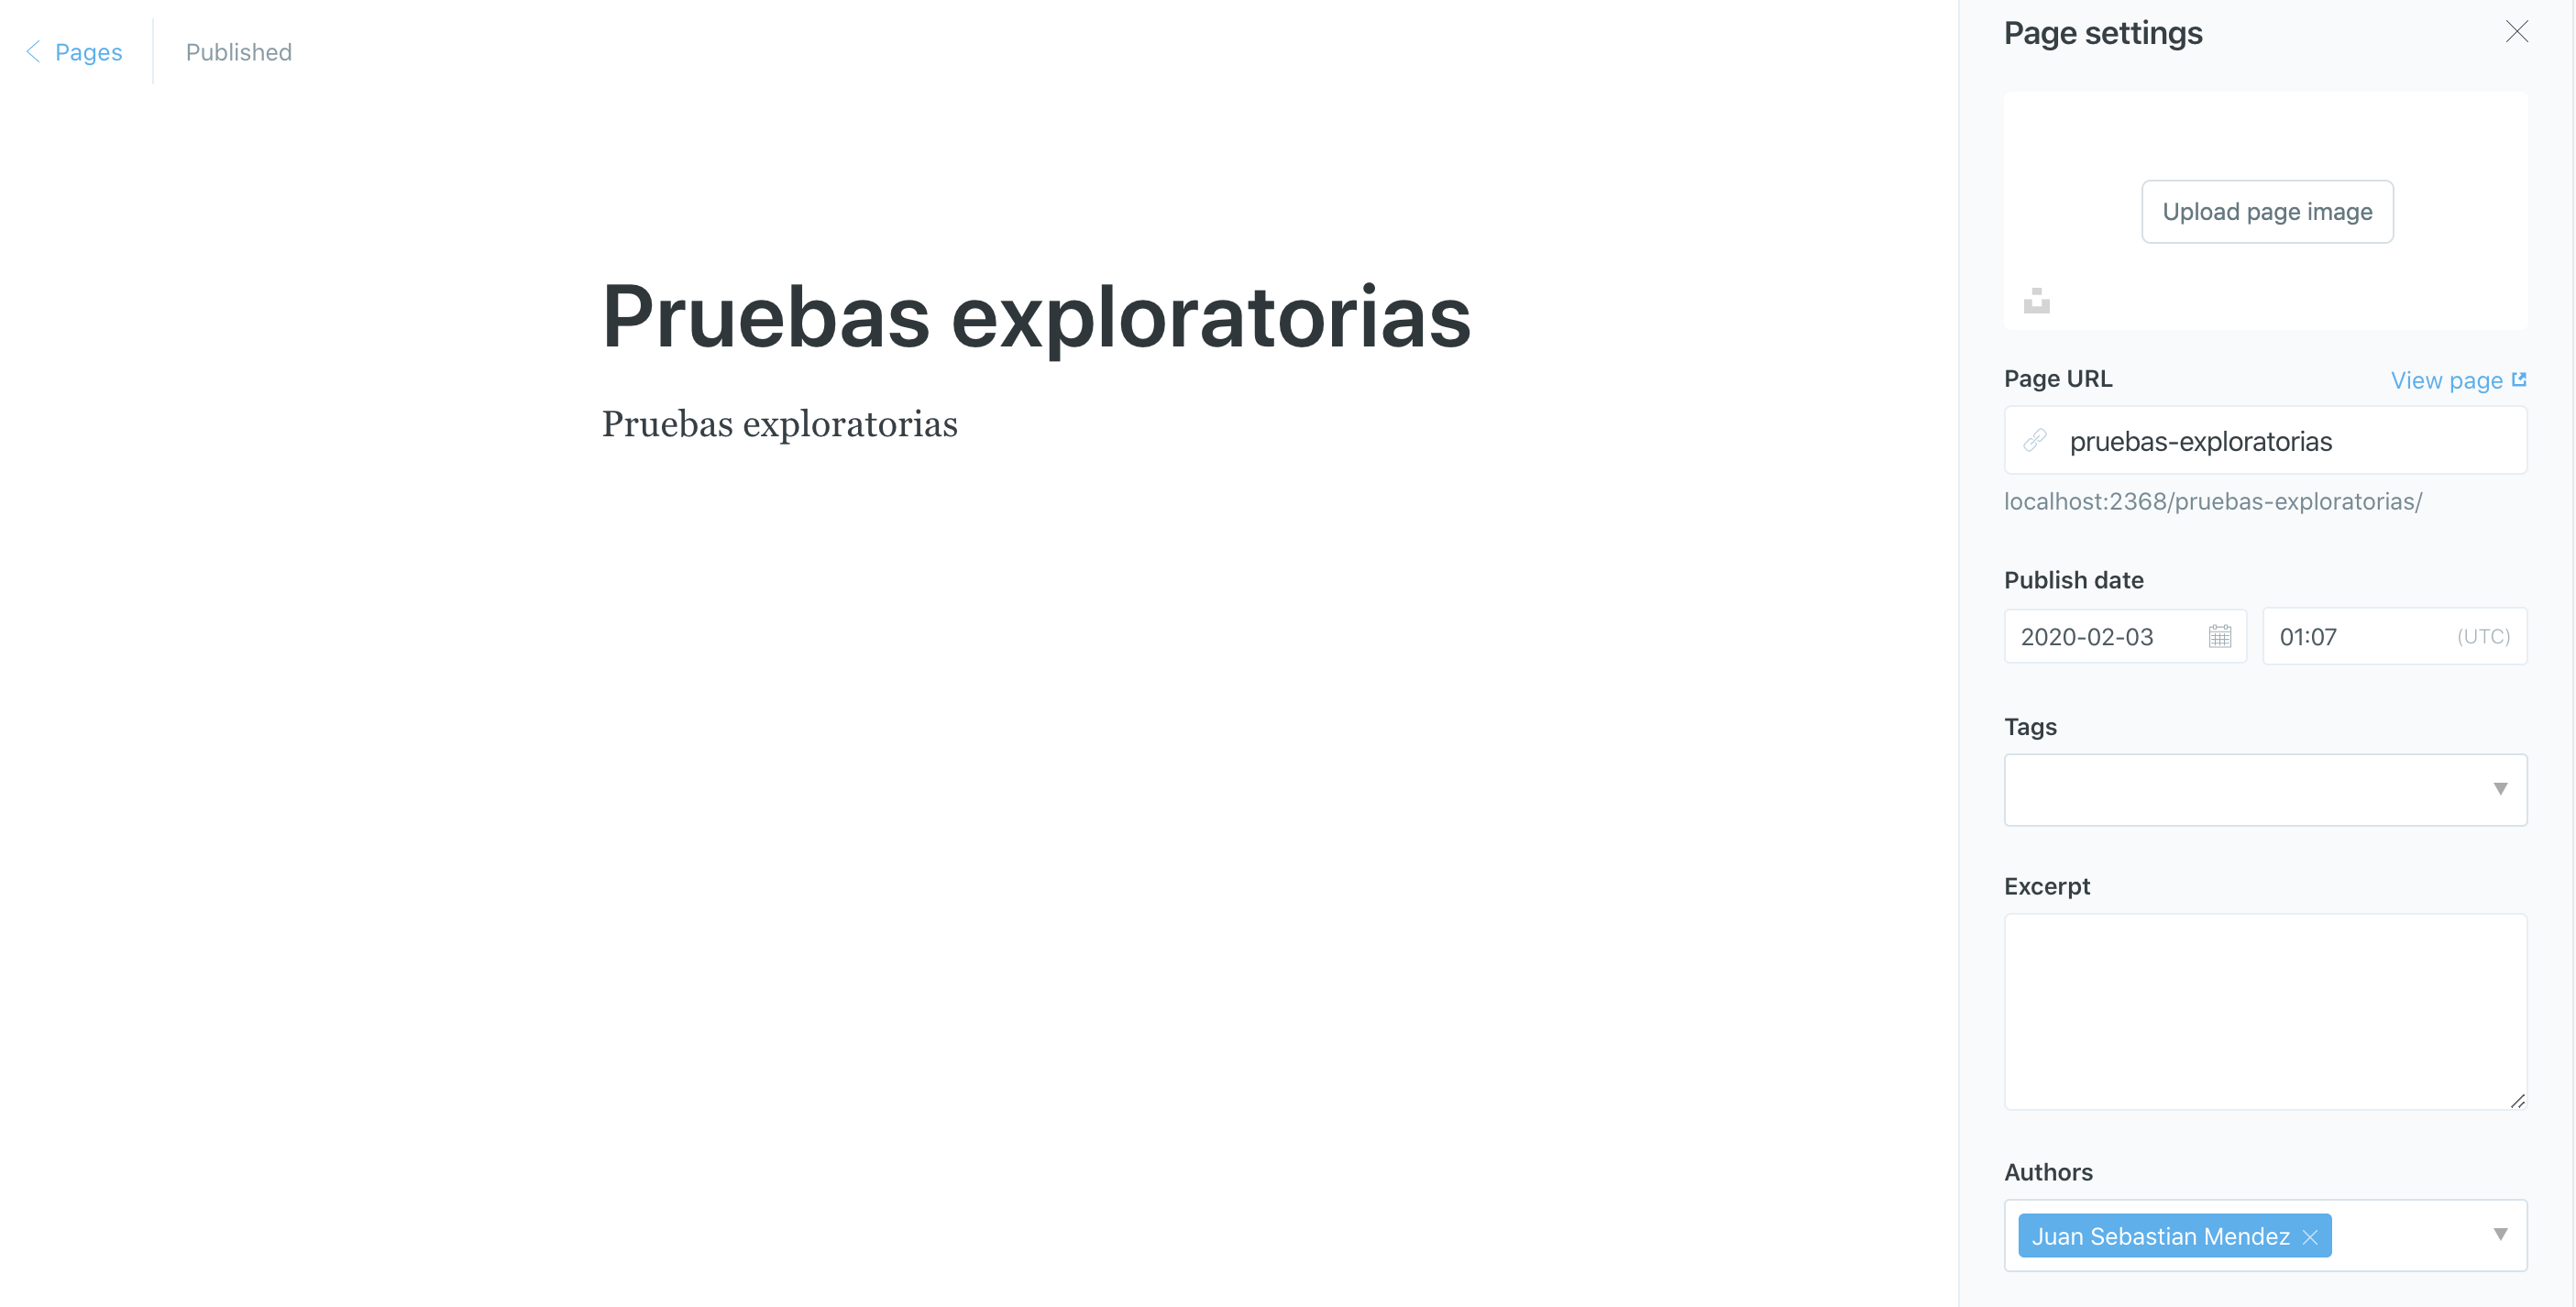 Pages
Published
Pruebas exploratorias
Pruebas exploratorias
Page settings
Upload page image
Page URL
View page
pruebas-exploratorias
localhost:2368/pruebas-exploratorias/
Publish date
2020-02-03
01:07 (UTC)
Tags
Excerpt
Authors
Juan Sebastian Mendez